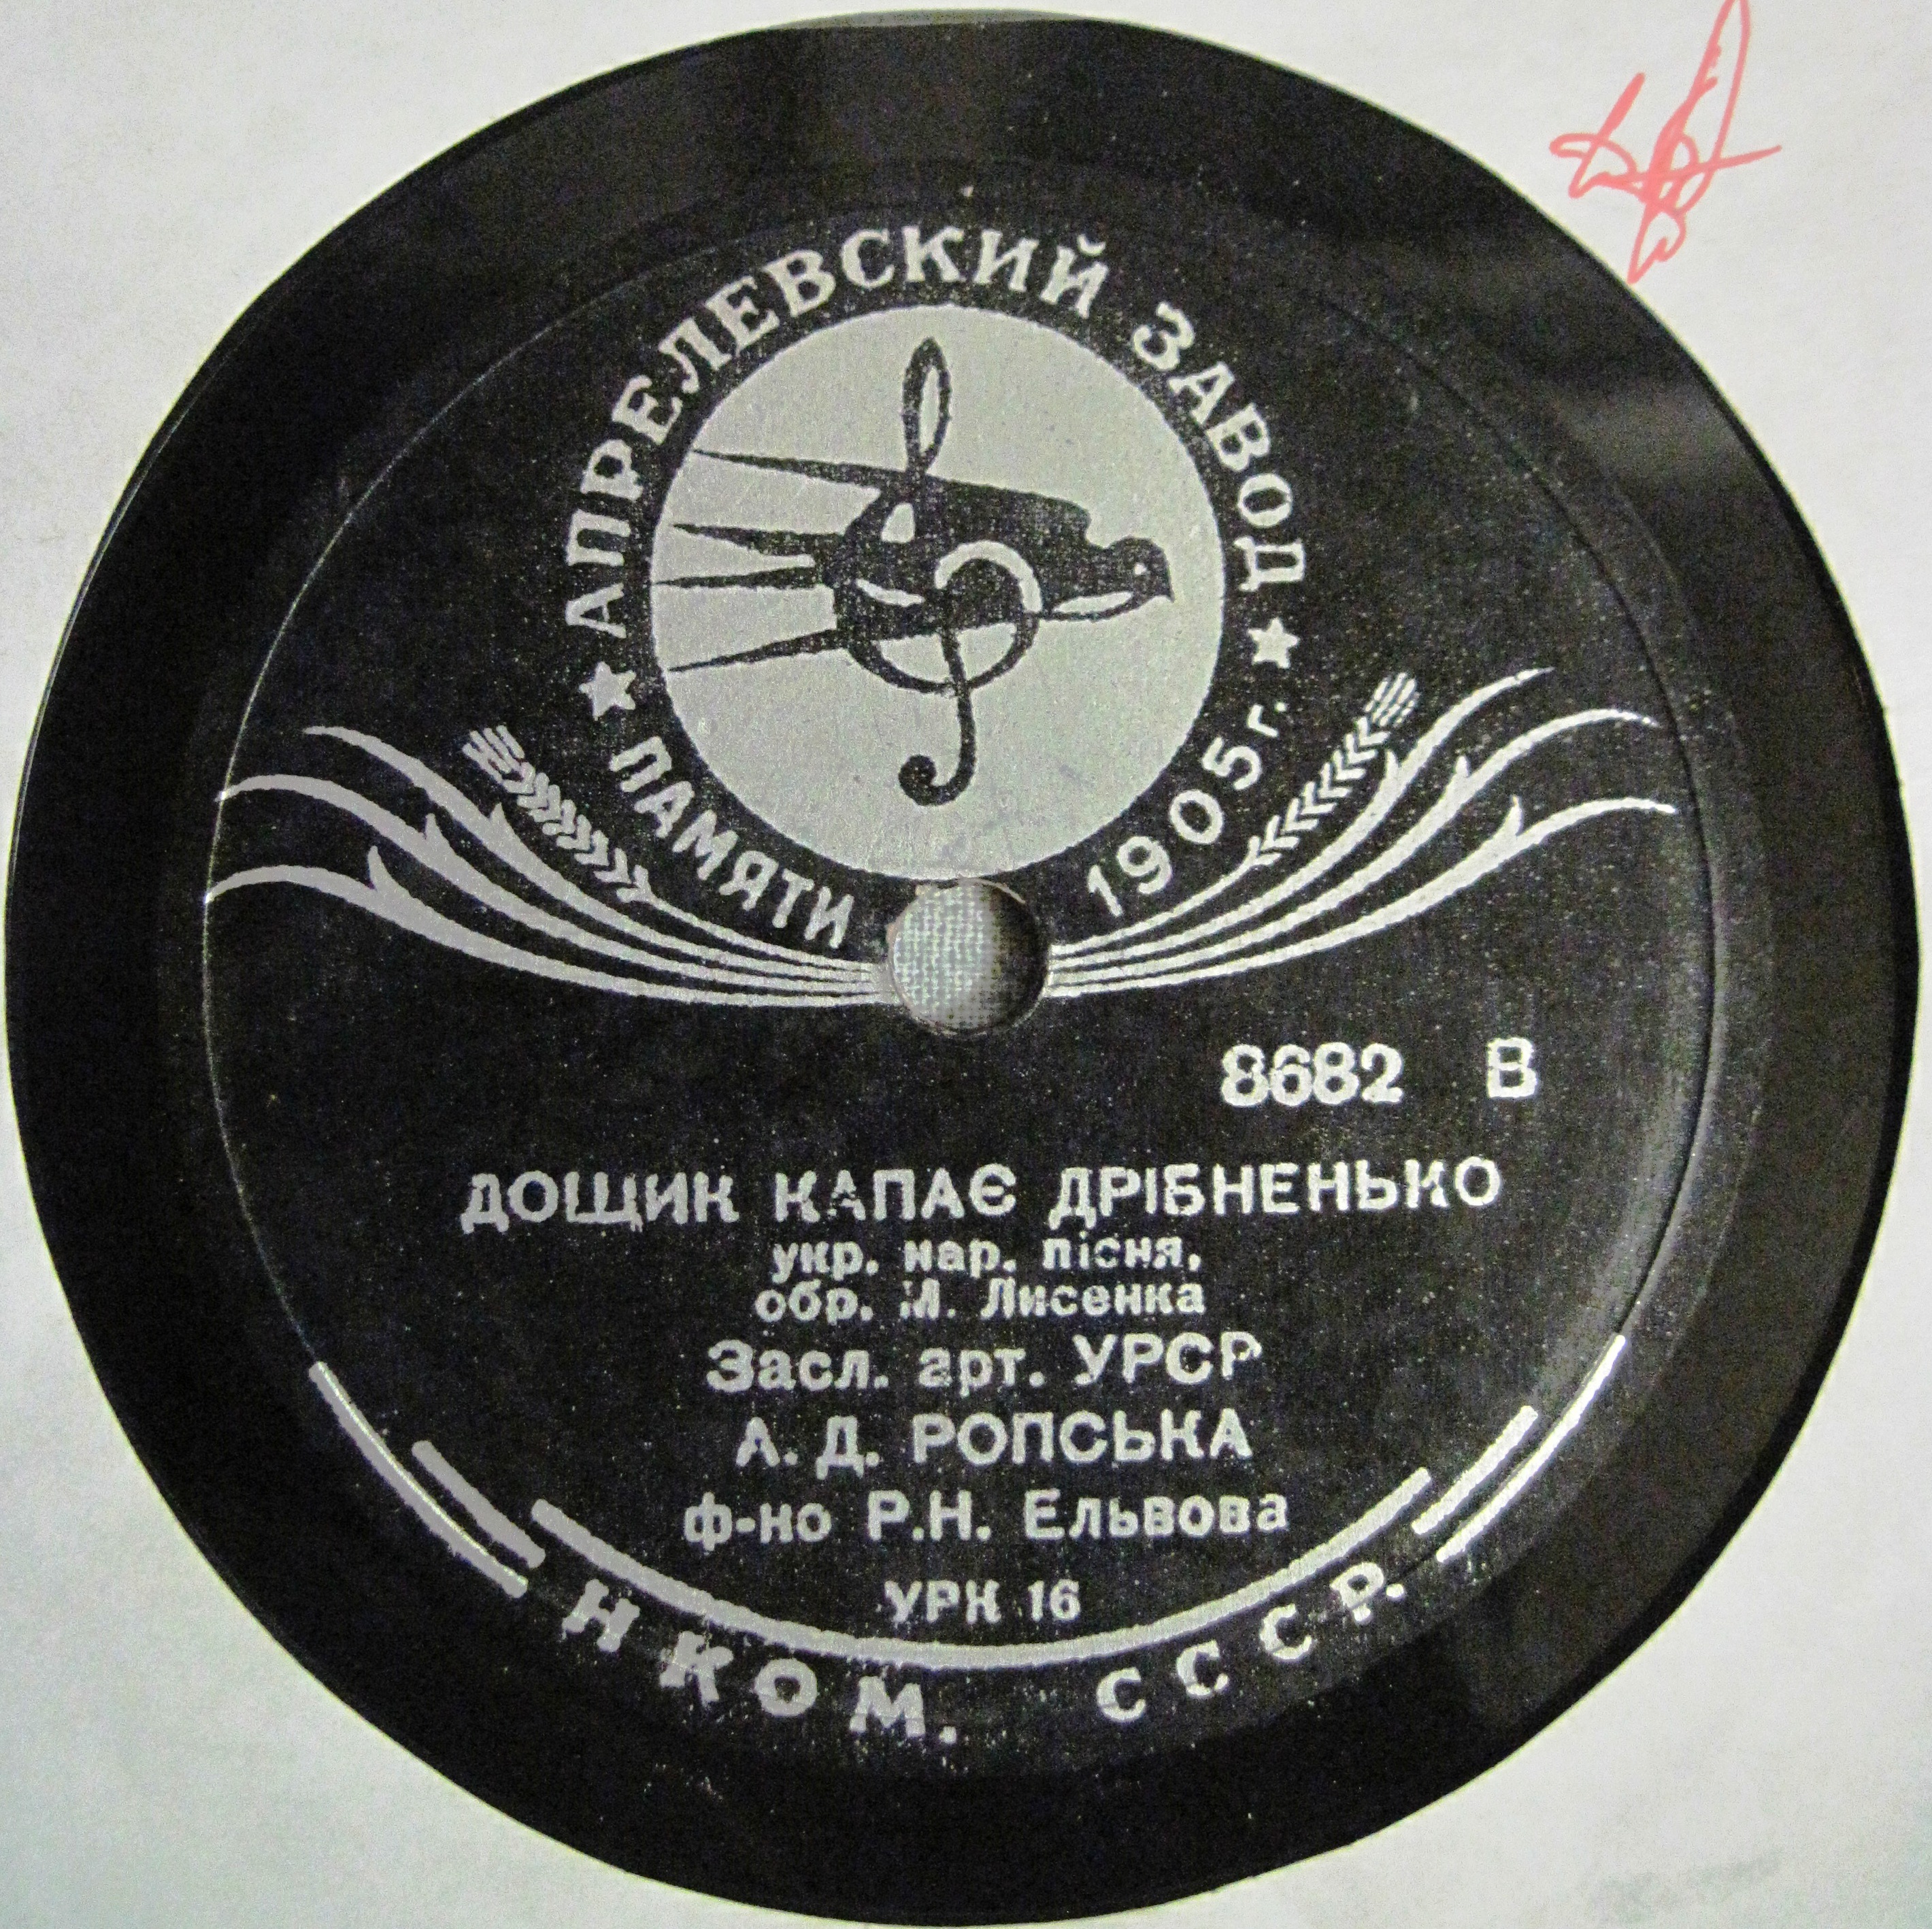 АПРЕЛЕВСКИЙ ЗАВОД
ПАМЯТИ 1905 г.
8682 В
ДОЩИК КАПАЄ ДРІБНЕНЬКО
укр. нар. пісня,
обр. М. Лисенка
Засл. арт. УРСР
А. Д. РОПСЬКА
ф-но Р.Н. Ельвова
УРК 16
НКОМ. СССР.